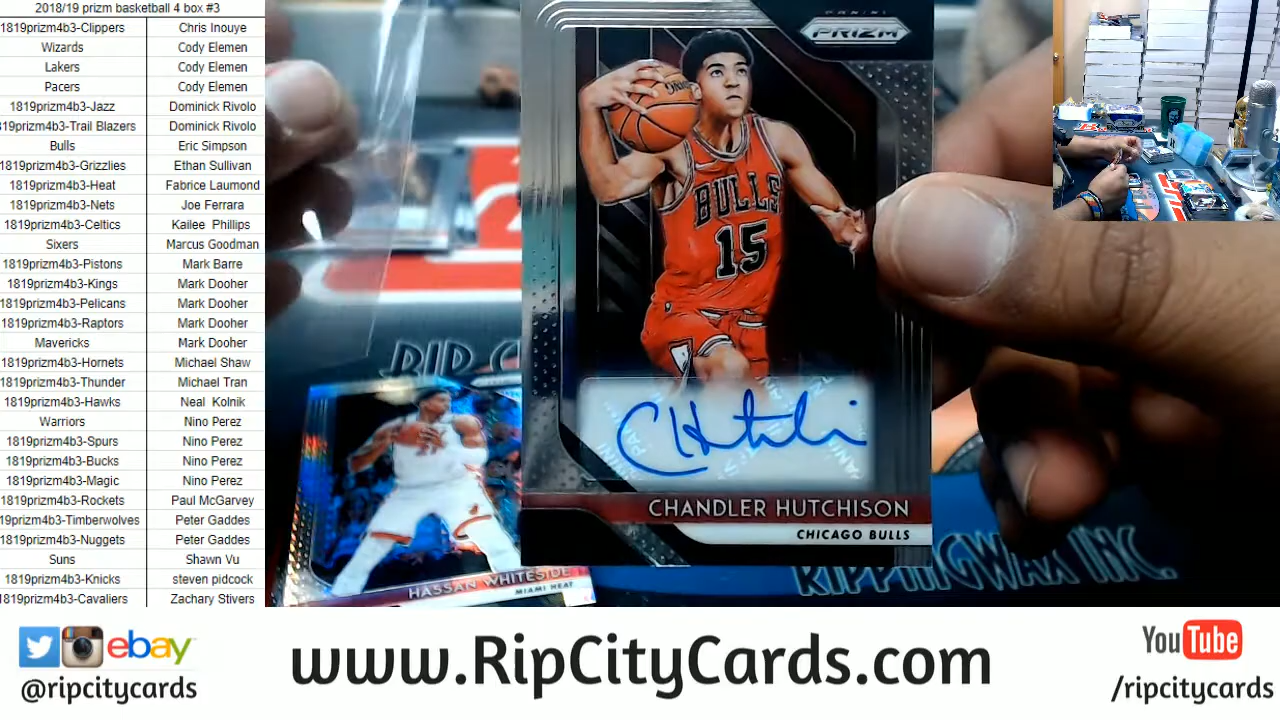 2018/19 prizm basketball 4 box #3
1819prizm4b3-Clippers Chris Inouye
Wizards Cody Elemen
Lakers Cody Elemen
Pacers Cody Elemen
1819prizm4b3-Jazz Dominick Rivolo
1819prizm4b3-Trail Blazers Dominick Rivolo
Bulls Eric Simpson
1819prizm4b3-Grizzlies Ethan Sullivan
1819prizm4b3-Heat Fabrice Laumond
1819prizm4b3-Nets Joe Ferrara
1819prizm4b3-Celtics Kailee Phillips
Sixers Marcus Goodman
1819prizm4b3-Pistons Mark Barre
1819prizm4b3-Kings Mark Dooher
1819prizm4b3-Pelicans Mark Dooher
1819prizm4b3-Raptors Mark Dooher
Mavericks Mark Dooher
1819prizm4b3-Hornets Michael Shaw
1819prizm4b3-Thunder Michael Tran
1819prizm4b3-Hawks Neal Kolnik
Warriors Nino Perez
1819prizm4b3-Spurs Nino Perez
1819prizm4b3-Bucks Nino Perez
1819prizm4b3-Magic Nino Perez
1819prizm4b3-Rockets Paul McGarvey
1819prizm4b3-Timberwolves Peter Gaddes
1819prizm4b3-Nuggets Peter Gaddes
Suns Shawn Vu
1819prizm4b3-Knicks steven pidcock
1819prizm4b3-Cavaliers Zachary Stivers
PANINI
PRIZM
BULLS
15
CHANDLER HUTCHISON
CHICAGO BULLS
HASSAN WHITESIDE
MIAMI HEAT
RIPPINGWAX INC.
ebay
@ripcitycards
www.RipCityCards.com
YouTube
/ripcitycards